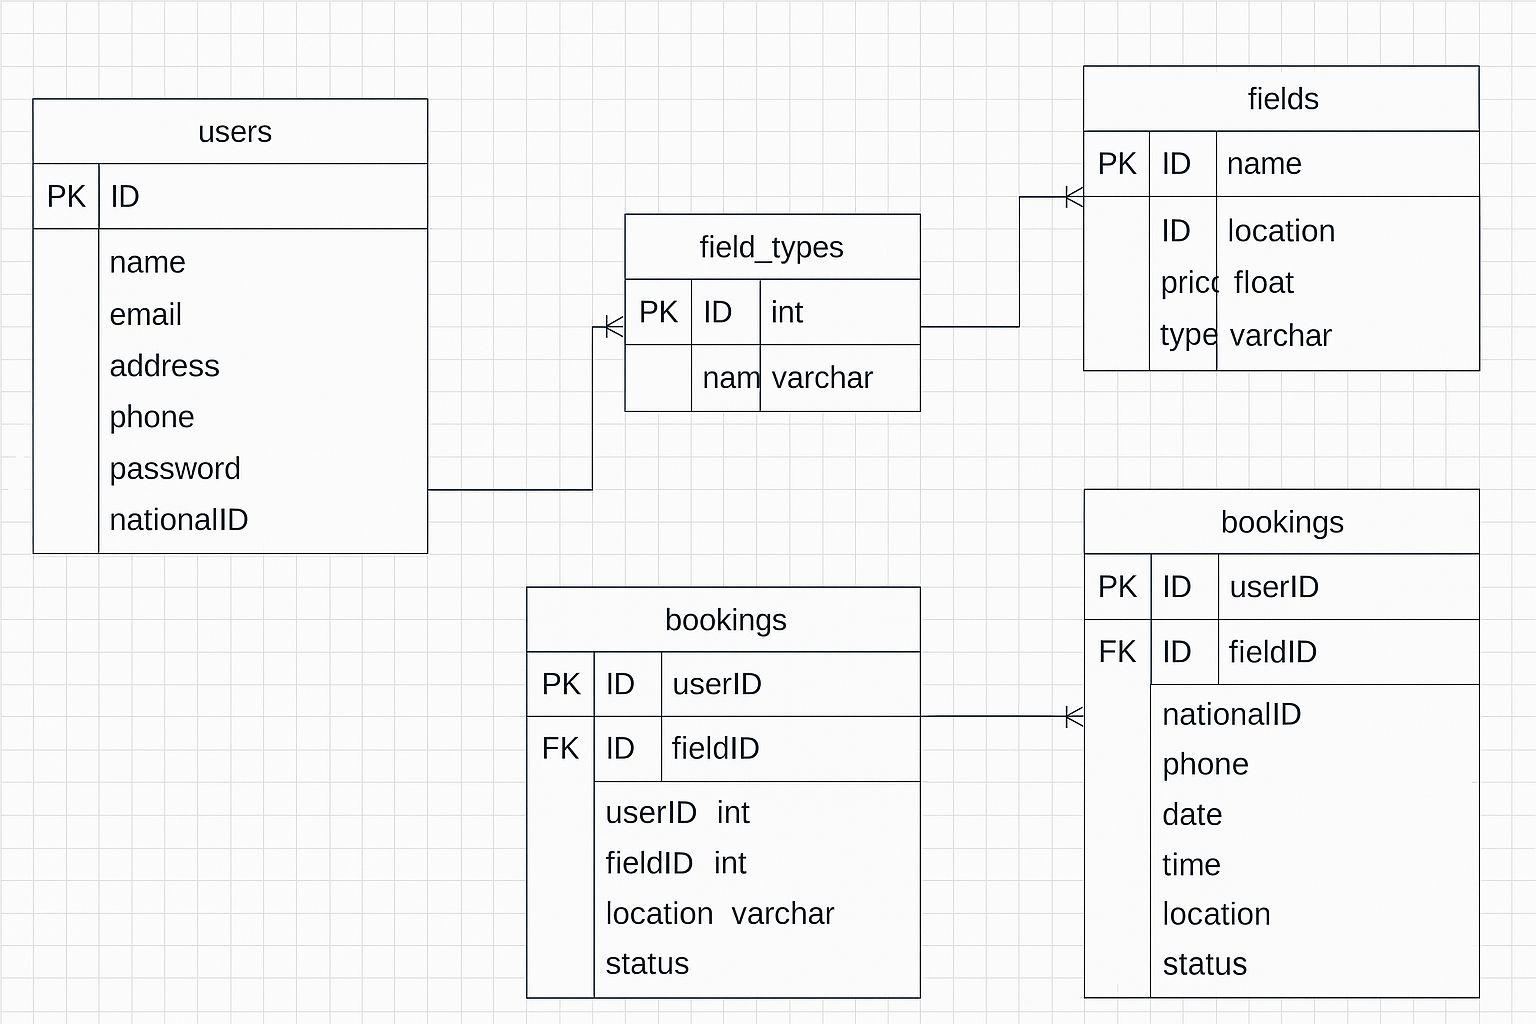 users
PK ID
name
email
address
phone
password
nationalID
field_types
PK ID int
nam varchar
fields
PK ID name
ID location
pric float
type varchar
bookings
PK ID userID
FK ID fieldID
userID int
fieldID int
location varchar
status
bookings
PK ID userID
FK ID fieldID
nationalID
phone
date
time
location
status